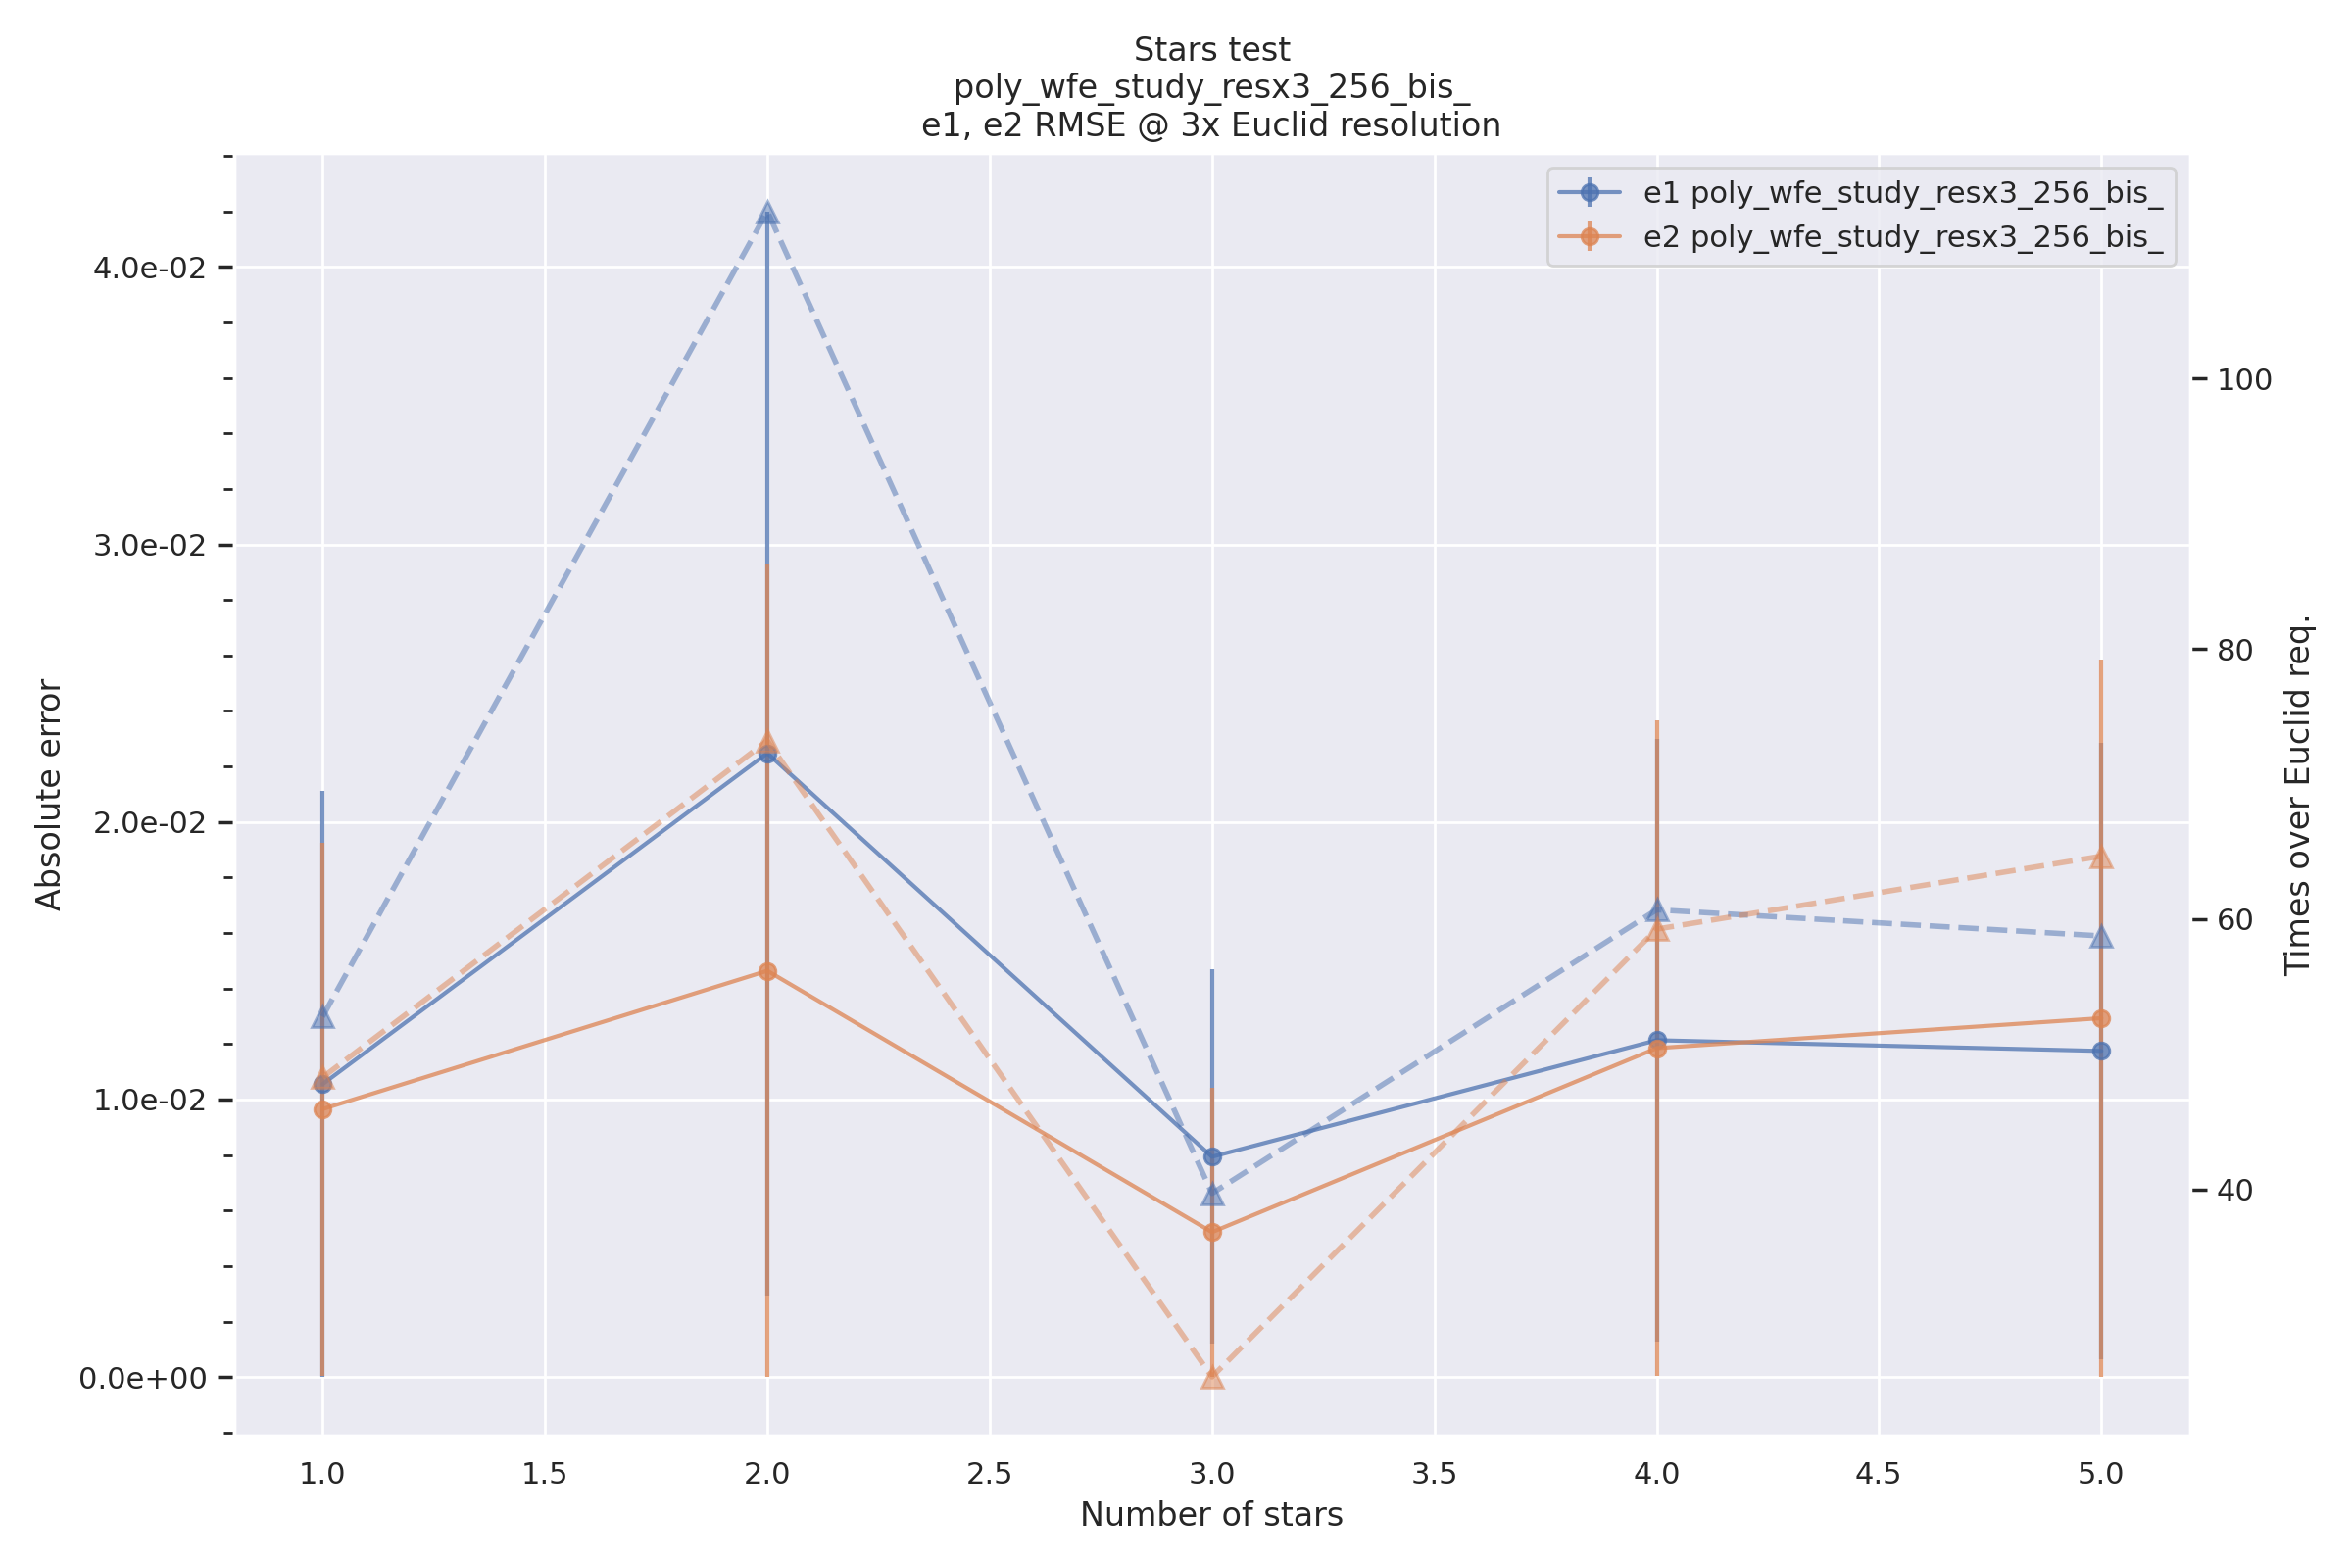 Stars test
poly_wfe_study_resx3_256_bis_
e1, e2 RMSE @ 3x Euclid resolution
e1 poly_wfe_study_resx3_256_bis_
e2 poly_wfe_study_resx3_256_bis_
Absolute error
4.0e-02
3.0e-02
2.0e-02
1.0e-02
0.0e+00
Times over Euclid req.
100
80
60
40
1.0 1.5 2.0 2.5 3.0 3.5 4.0 4.5 5.0
Number of stars